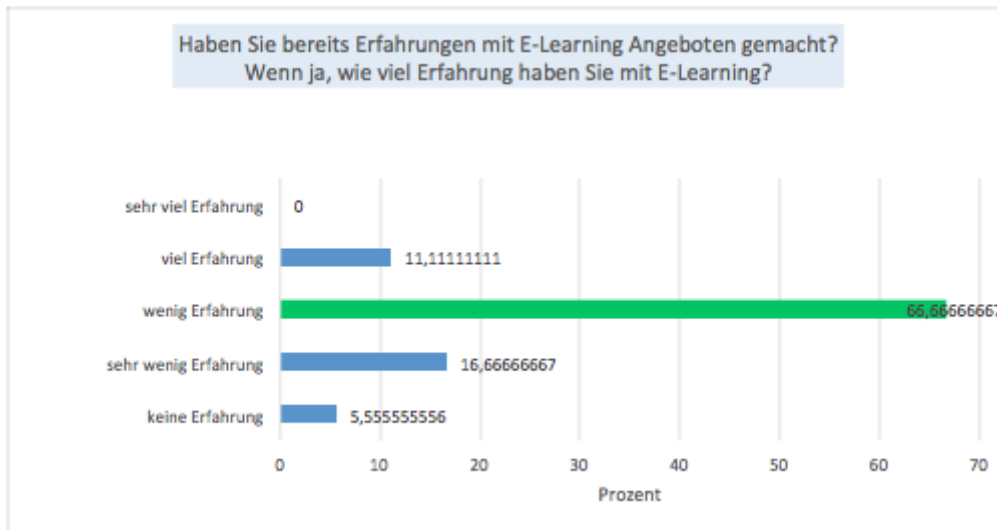 Haben Sie bereits Erfahrungen mit E-Learning Angeboten gemacht?
Wenn ja, wie viel Erfahrung haben Sie mit E-Learning?
sehr viel Erfahrung 0
viel Erfahrung 11,11111111
wenig Erfahrung 66,66666667
sehr wenig Erfahrung 16,66666667
keine Erfahrung 5,555555556
0 10 20 30 40 50 60 70
Prozent